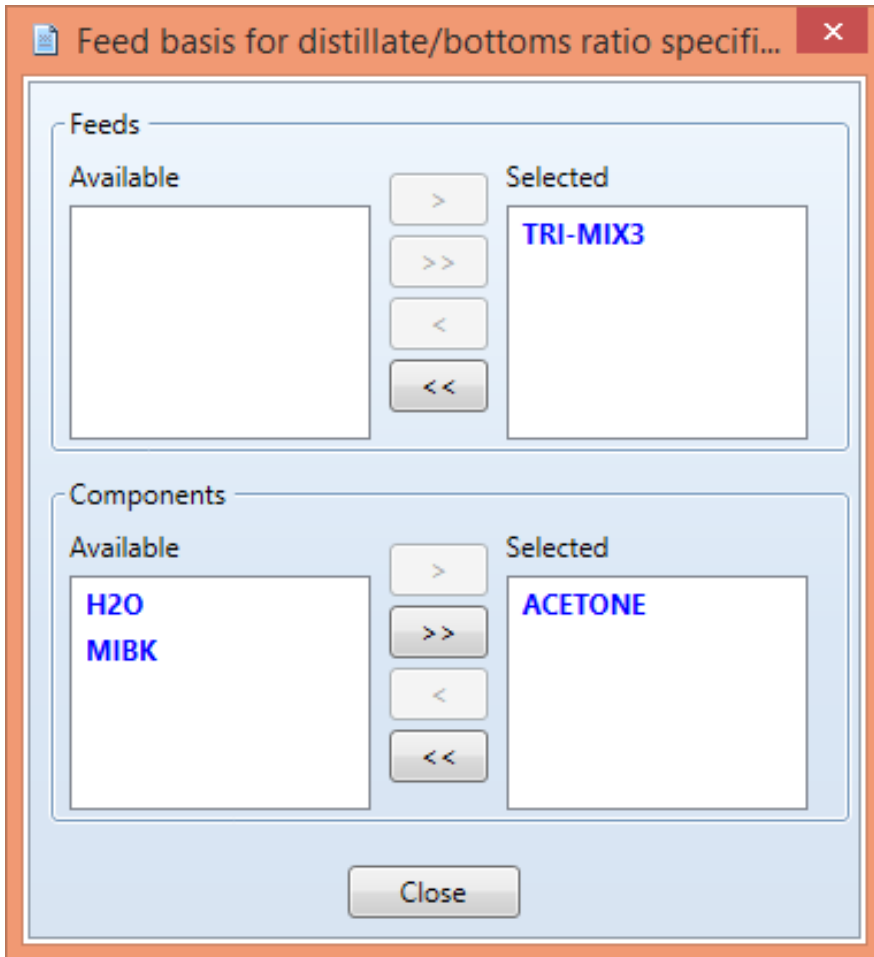 Feed basis for distillate/bottoms ratio specifi...
×
Feeds
Available
Selected
>
TRI-MIX3
>>
<
<<
Components
Available
Selected
>
H2O
ACETONE
>>
MIBK
<
<<
Close